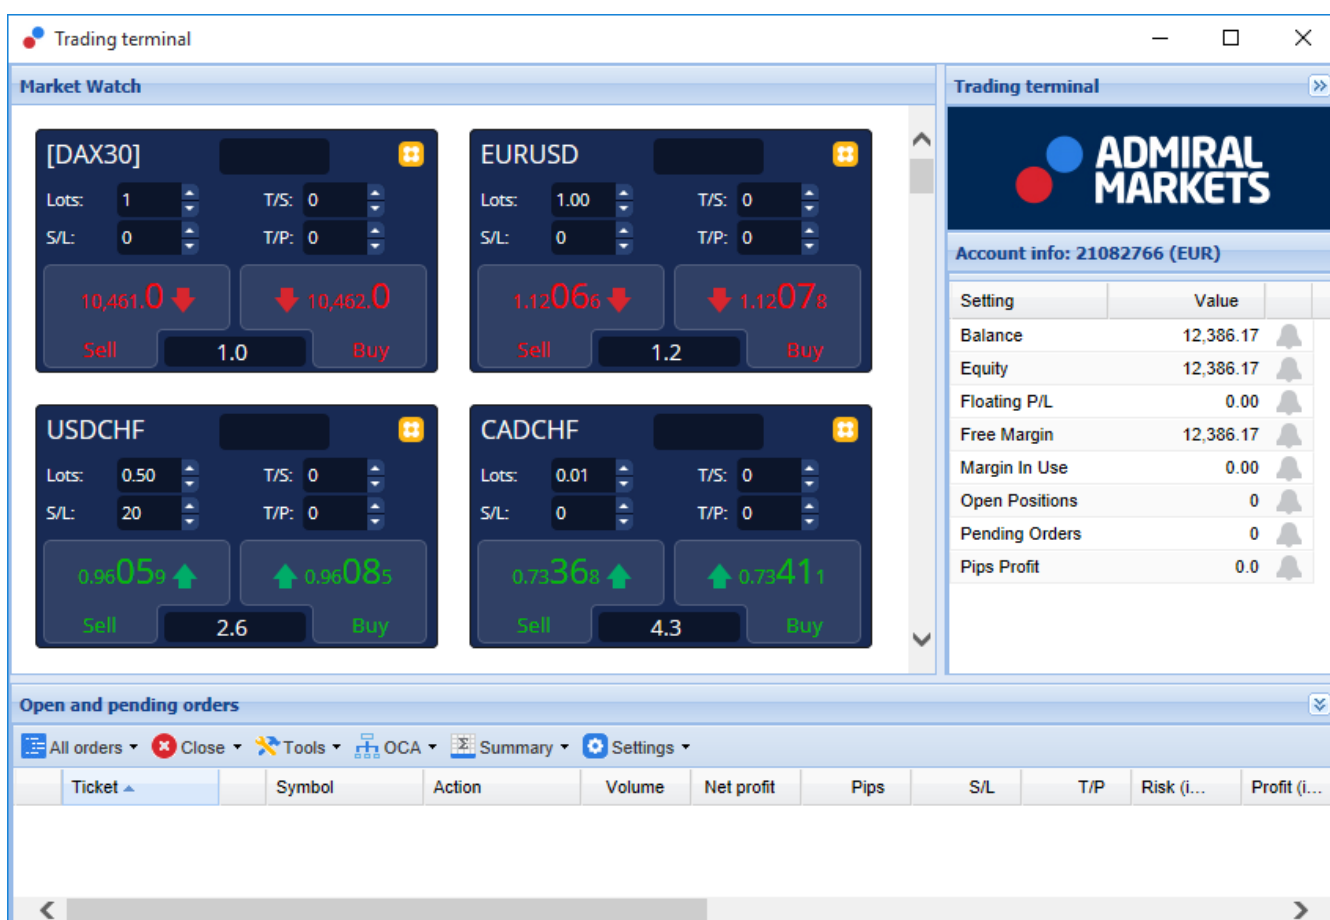 Trading terminal
Market Watch
[DAX30]
Lots: 1 T/S: 0
S/L: 0 T/P: 0
10,461.0 10,462.0
Sell 1.0 Buy
EURUSD
Lots: 1.00 T/S: 0
S/L: 0 T/P: 0
1.12066 1.12078
Sell 1.2 Buy
USDCHF
Lots: 0.50 T/S: 0
S/L: 20 T/P: 0
0.96059 0.96085
Sell 2.6 Buy
CADCHF
Lots: 0.01 T/S: 0
S/L: 0 T/P: 0
0.73368 0.73411
Sell 4.3 Buy
Trading terminal
ADMIRAL
MARKETS
Account info: 21082766 (EUR)
Setting Value
Balance 12,386.17
Equity 12,386.17
Floating P/L 0.00
Free Margin 12,386.17
Margin In Use 0.00
Open Positions 0
Pending Orders 0
Pips Profit 0.0
Open and pending orders
All orders Close Tools OCA Σ Summary Settings
Ticket Symbol Action Volume Net profit Pips S/L T/P Risk (i... Profit (i...